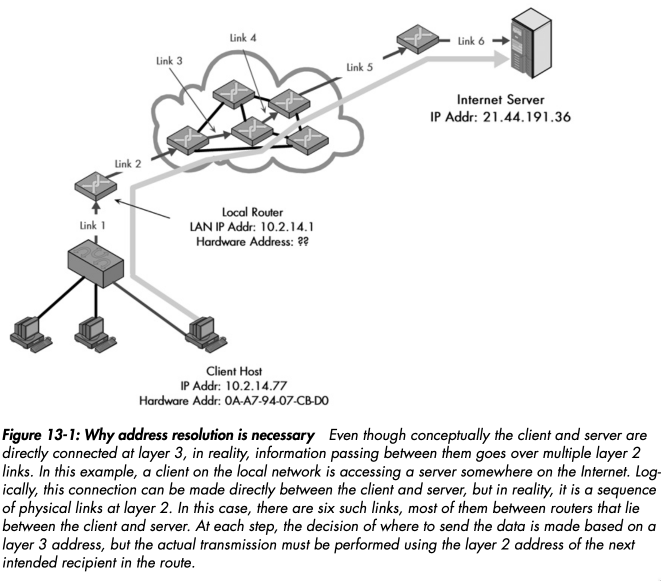 Link 6
Link 4
Link 5
Link 3
Internet Server
IP Addr: 21.44.191.36
Link 2
Local Router
LAN IP Addr: 10.2.14.1
Hardware Address: ??
Link 1
Client Host
IP Addr: 10.2.14.77
Hardware Addr: 0A-A7-94-07-CB-D0
Figure 13-1: Why address resolution is necessary Even though conceptually the client and server are
directly connected at layer 3, in reality, information passing between them goes over multiple layer 2
links. In this example, a client on the local network is accessing a server somewhere on the Internet. Log-
ically, this connection can be made directly between the client and server, but in reality, it is a sequence
of physical links at layer 2. In this case, there are six such links, most of them between routers that lie
between the client and server. At each step, the decision of where to send the data is made based on a
layer 3 address, but the actual transmission must be performed using the layer 2 address of the next
intended recipient in the route.